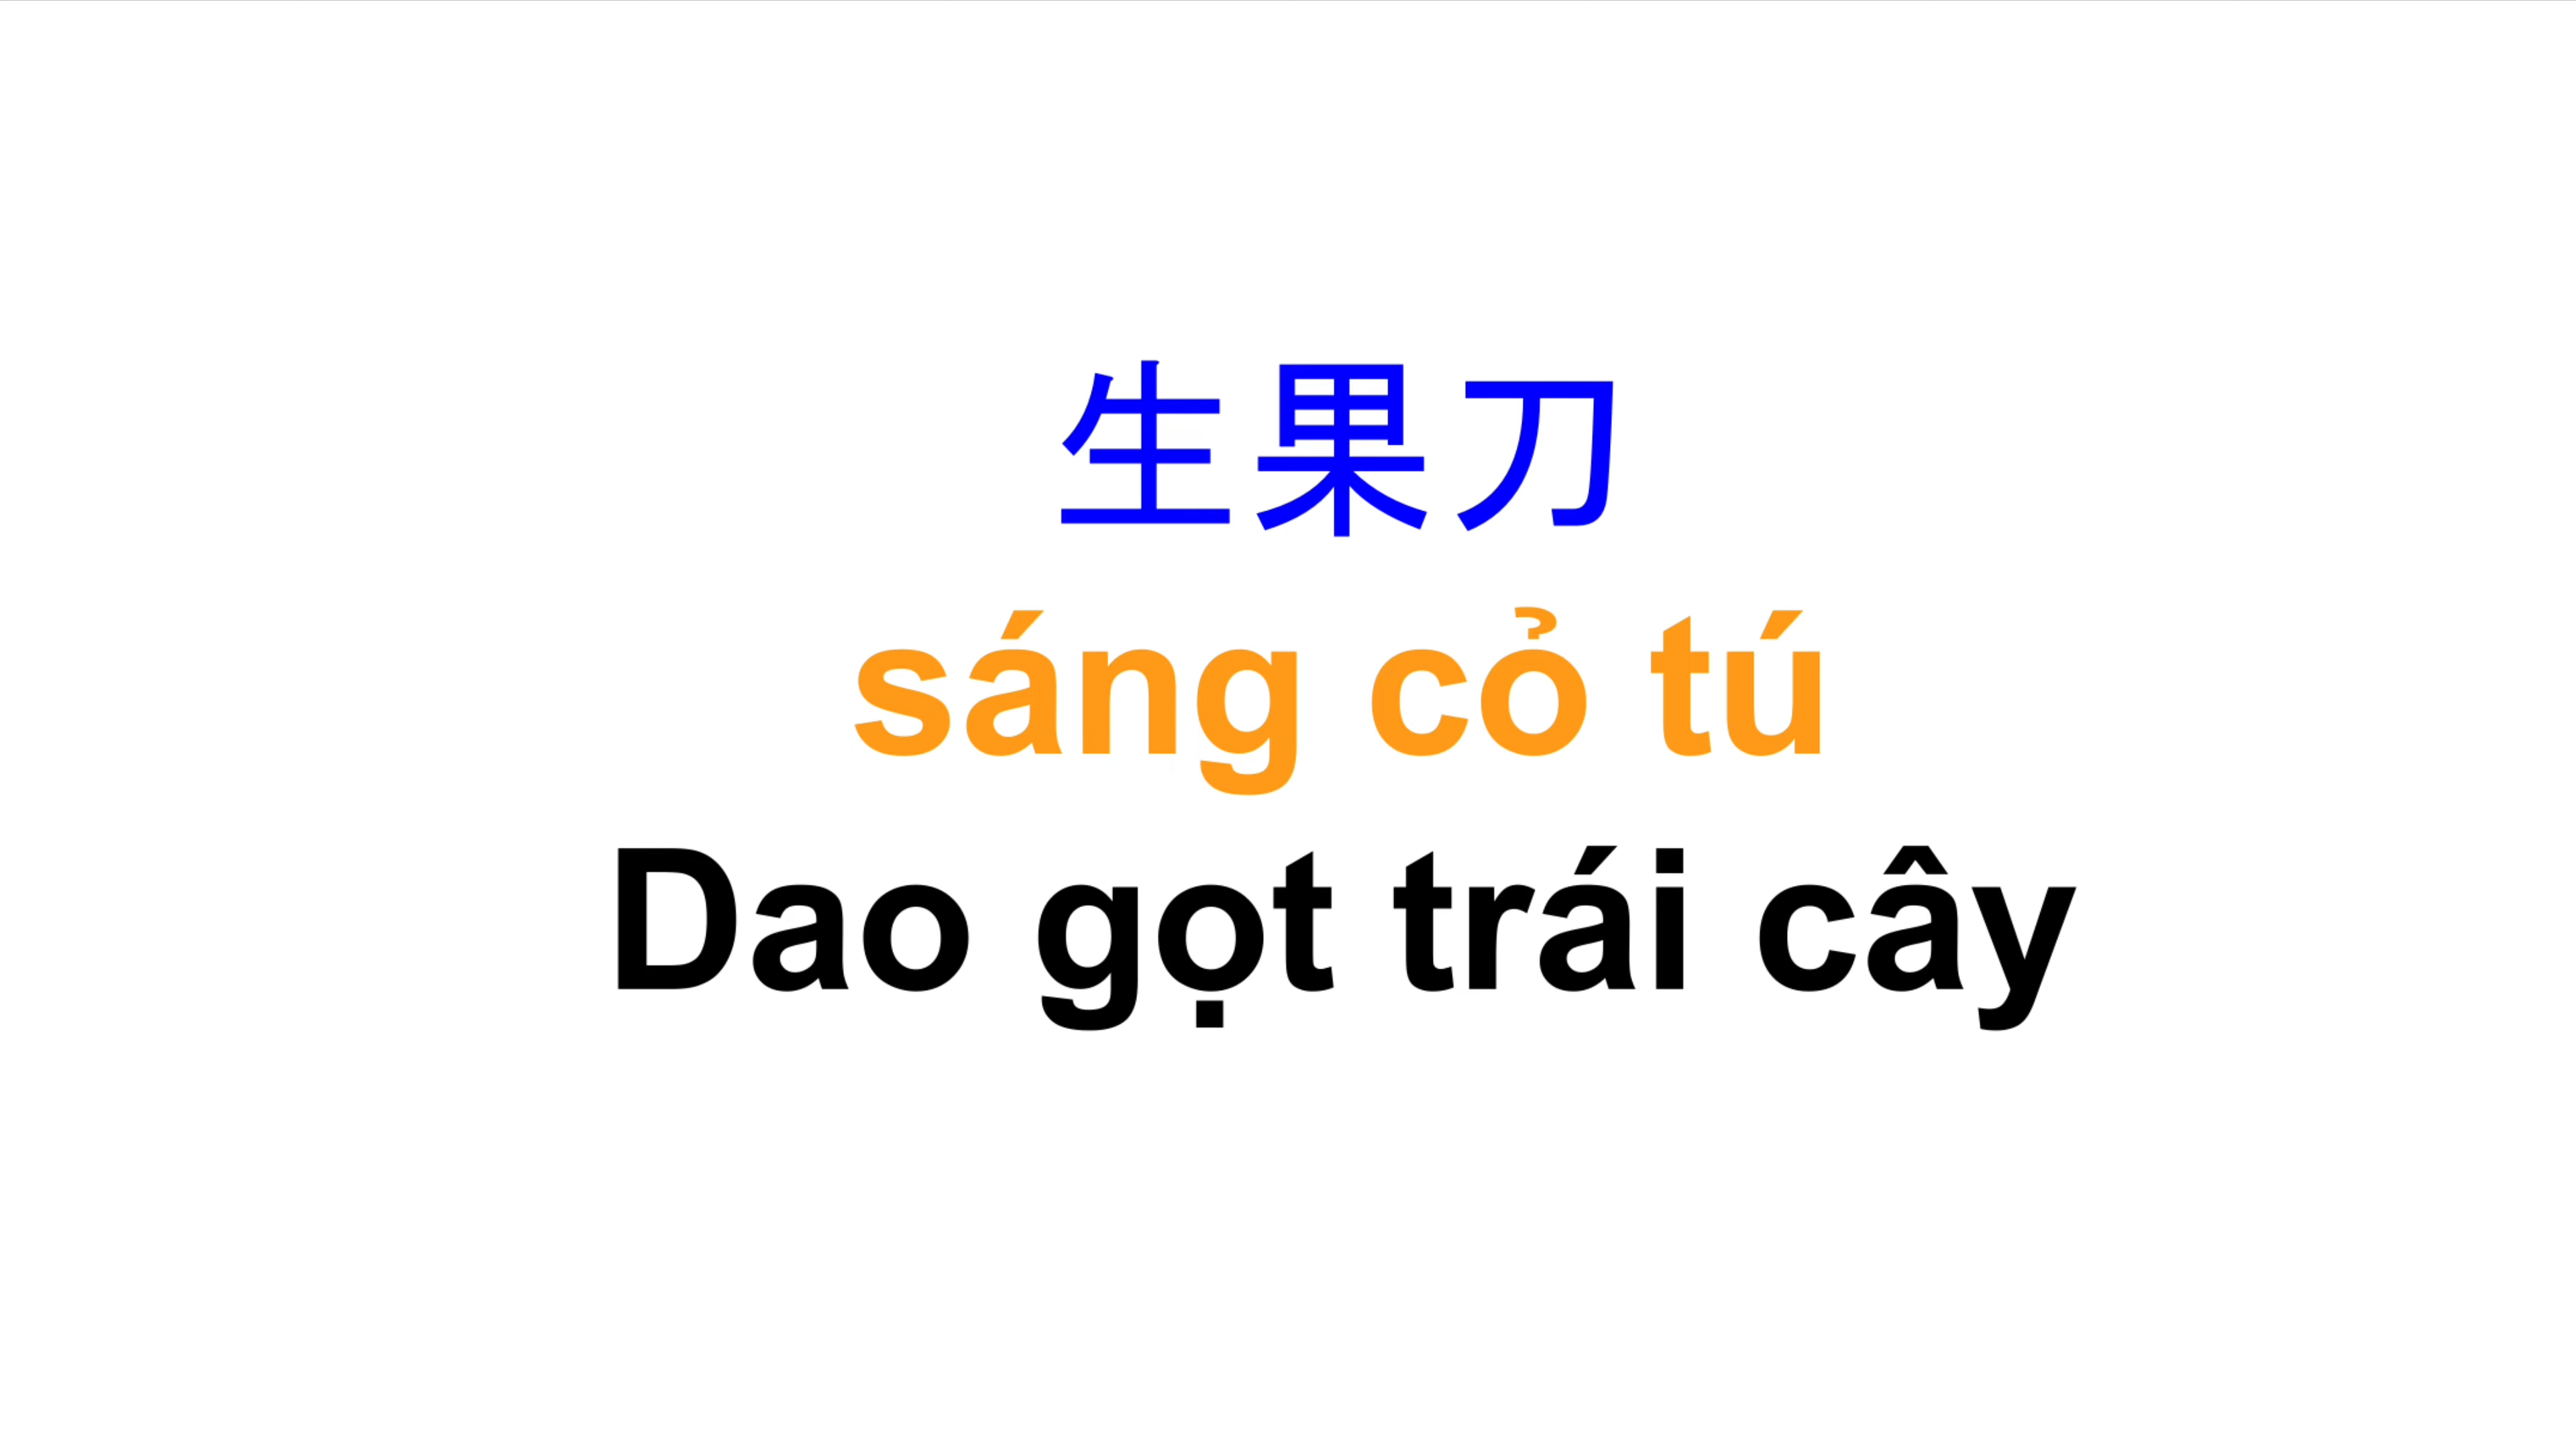 生果刀
sáng cỏ tú
Dao gọt trái cây